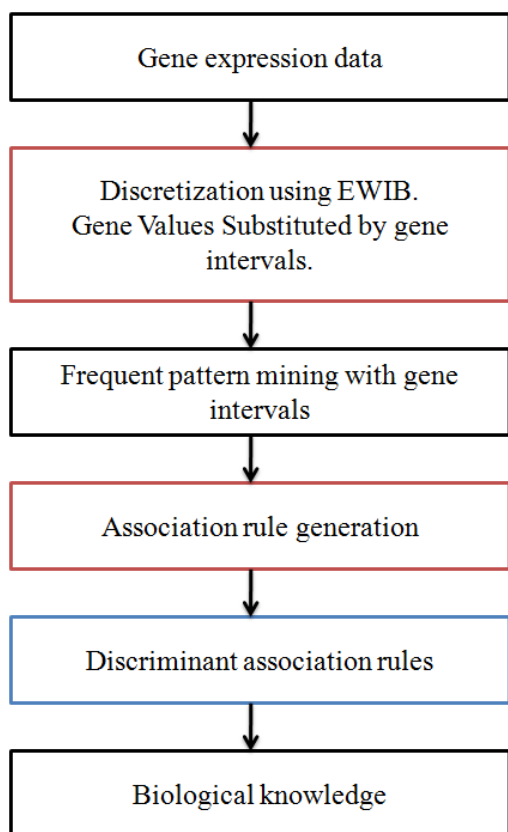 Gene expression data
Discretization using EWIB.
Gene Values Substituted by gene
intervals.
Frequent pattern mining with gene
intervals
Association rule generation
Discriminant association rules
Biological knowledge